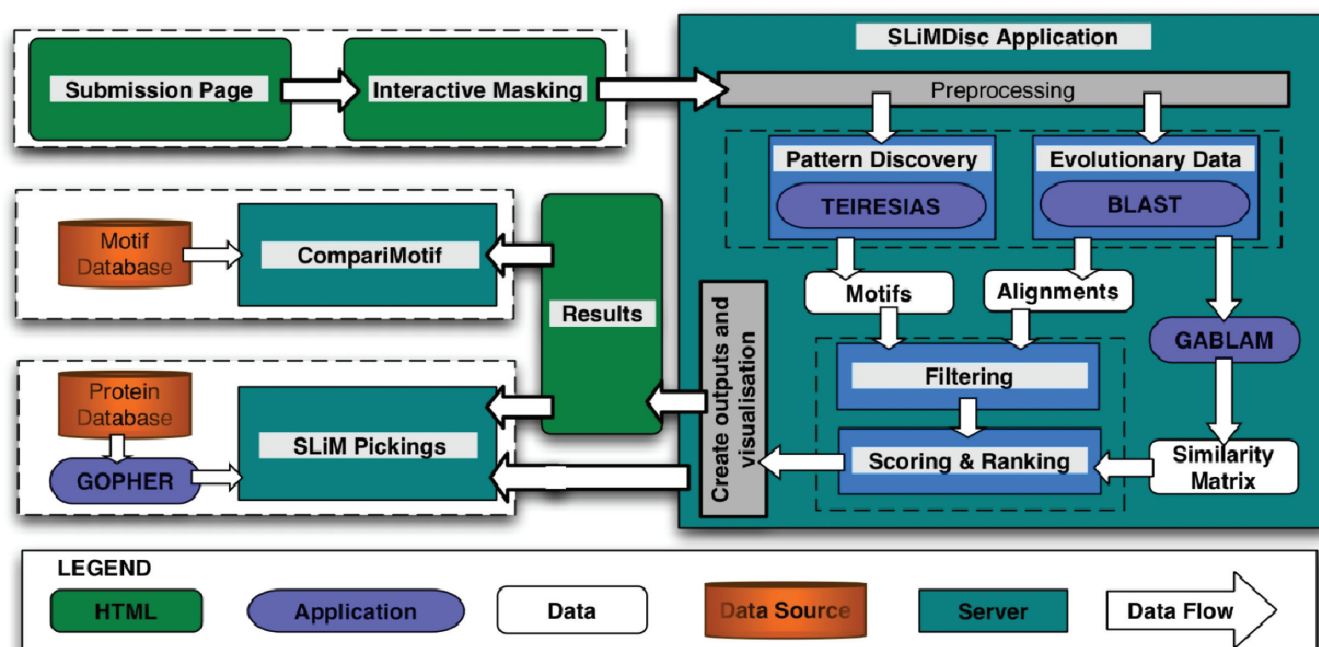 SLiMDisc Application
Submission Page
Interactive Masking
Preprocessing
Pattern Discovery
Evolutionary Data
TEIRESIAS
BLAST
Motif
Database
CompariMotif
Results
Motifs
Alignments
GABLAM
Create outputs and
visualisation
Filtering
Protein
Database
SLiM Pickings
GOPHER
Scoring & Ranking
Similarity
Matrix
LEGEND
HTML
Application
Data
Data Source
Server
Data Flow